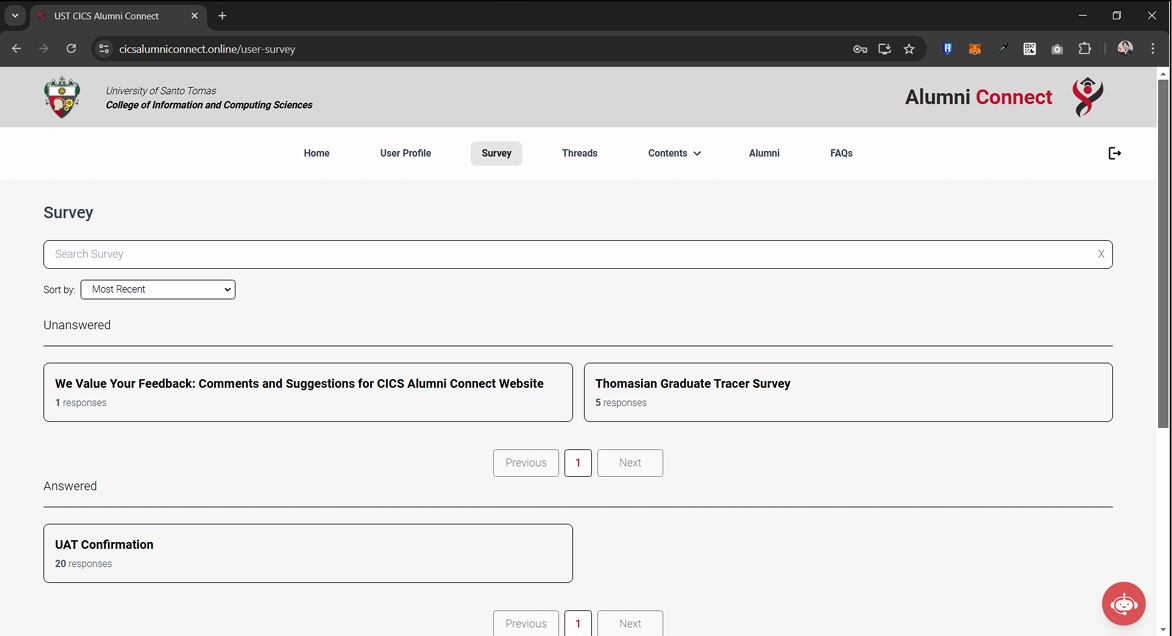 UST CICS Alumni Connect
cicsalumniconnect.online/user-survey
University of Santo Tomas
College of Information and Computing Sciences
Alumni Connect
Home User Profile Survey Threads Contents Alumni FAQs
Survey
Search Survey X
Sort by: Most Recent
Unanswered
We Value Your Feedback: Comments and Suggestions for CICS Alumni Connect Website
1 responses
Thomasian Graduate Tracer Survey
5 responses
Previous 1 Next
Answered
UAT Confirmation
20 responses
Previous 1 Next